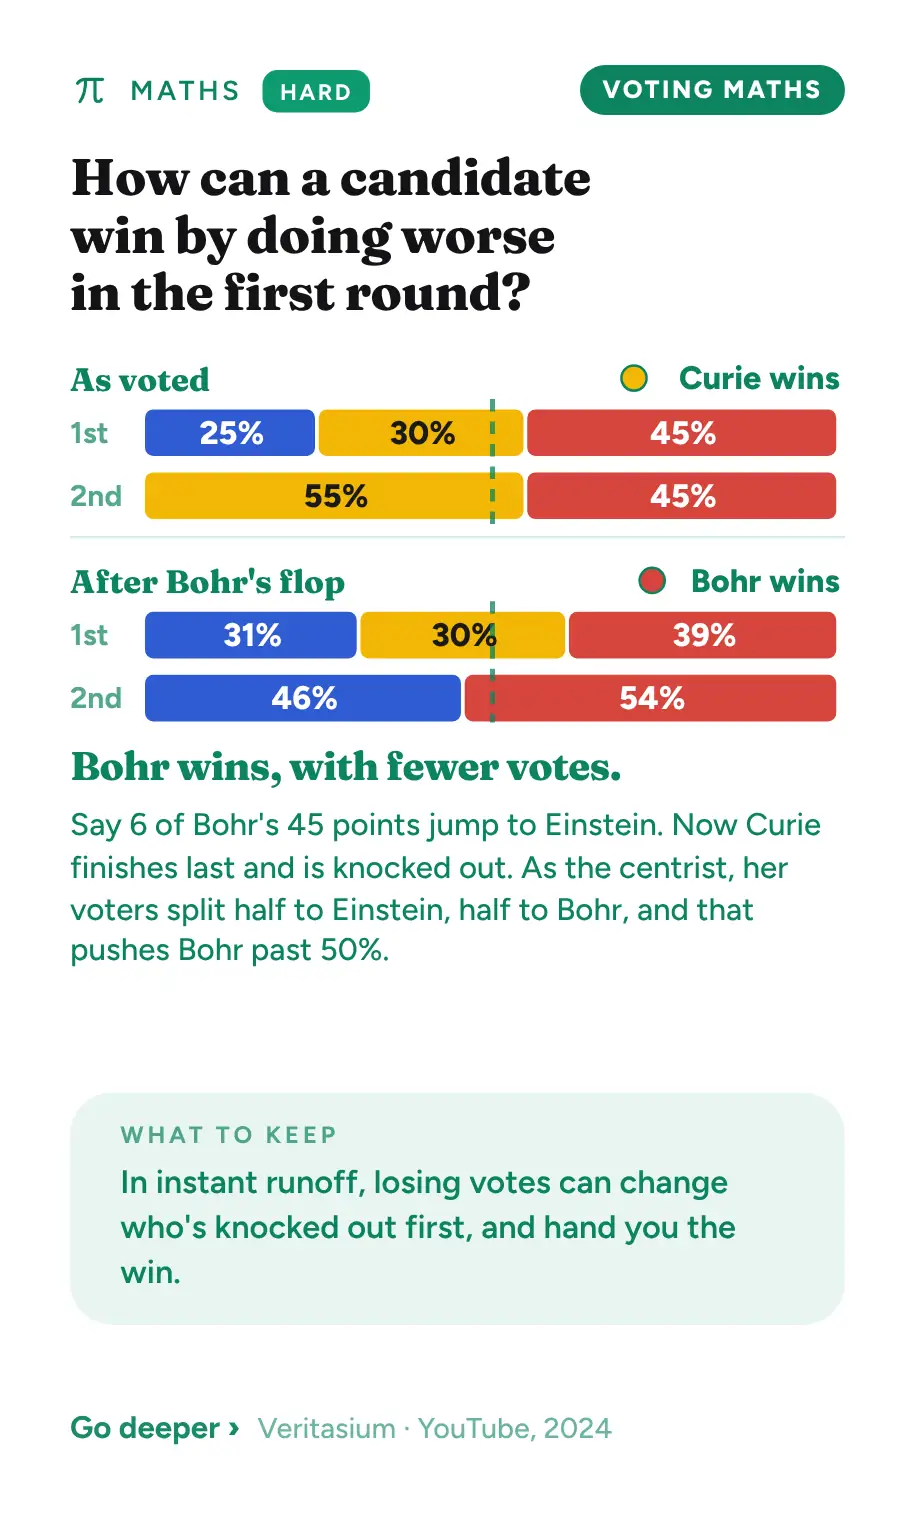 π MATHS HARD VOTING MATHS
How can a candidate
win by doing worse
in the first round?
As voted Curie wins
1st 25% 30% 45%
2nd 55% 45%
After Bohr's flop Bohr wins
1st 31% 30% 39%
2nd 46% 54%
Bohr wins, with fewer votes.
Say 6 of Bohr's 45 points jump to Einstein. Now Curie
finishes last and is knocked out. As the centrist, her
voters split half to Einstein, half to Bohr, and that
pushes Bohr past 50%.
WHAT TO KEEP
In instant runoff, losing votes can change
who's knocked out first, and hand you the
win.
Go deeper › Veritasium · YouTube, 2024